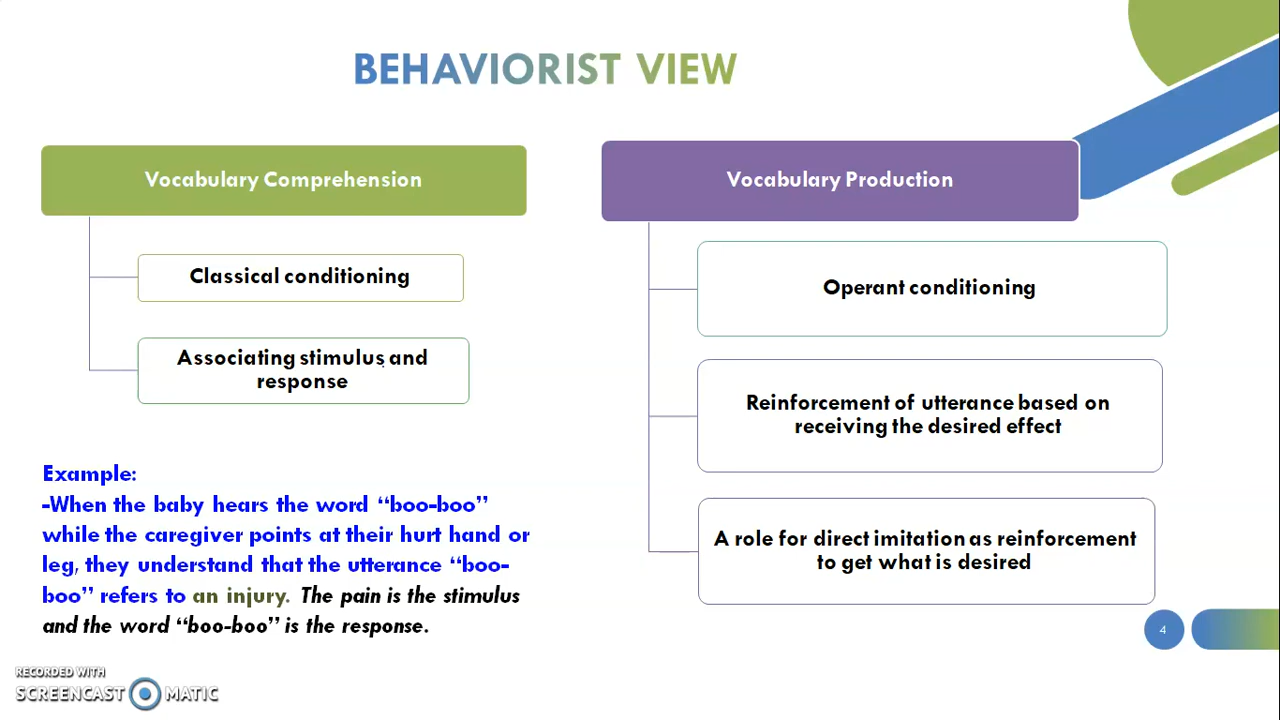 BEHAVIORIST VIEW
Vocabulary Comprehension
Classical conditioning
Associating stimulus and
response
Example:
-When the baby hears the word “boo-boo”
while the caregiver points at their hurt hand or
leg, they understand that the utterance “boo-
boo” refers to an injury. The pain is the stimulus
and the word “boo-boo” is the response.
Vocabulary Production
Operant conditioning
Reinforcement of utterance based on
receiving the desired effect
A role for direct imitation as reinforcement
to get what is desired
4
RECORDED WITH
SCREENCAST MATIC